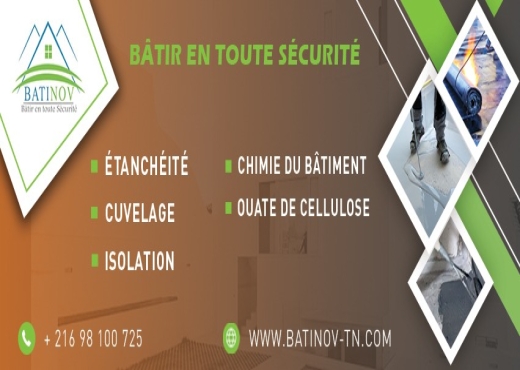 BÂTIR EN TOUTE SÉCURITÉ
BATINOV
Bâtir en toute Sécurité
ÉTANCHÉITÉ
CUVELAGE
ISOLATION
CHIMIE DU BÂTIMENT
OUATE DE CELLULOSE
+ 216 98 100 725
WWW.BATINOV-TN.COM